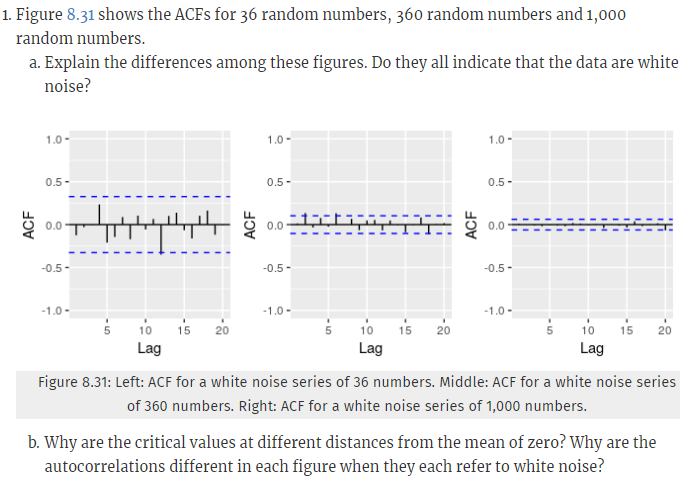 1. Figure 8.31 shows the ACFs for 36 random numbers, 360 random numbers and 1,000
random numbers.
a. Explain the differences among these figures. Do they all indicate that the data are white
noise?
1.0
0.5
0.0
-0.5
-1.0
ACF
5 10 15 20
Lag
1.0
0.5
0.0
-0.5
-1.0
ACF
5 10 15 20
Lag
1.0
0.5
0.0
-0.5
-1.0
ACF
5 10 15 20
Lag
Figure 8.31: Left: ACF for a white noise series of 36 numbers. Middle: ACF for a white noise series
of 360 numbers. Right: ACF for a white noise series of 1,000 numbers.
b. Why are the critical values at different distances from the mean of zero? Why are the
autocorrelations different in each figure when they each refer to white noise?